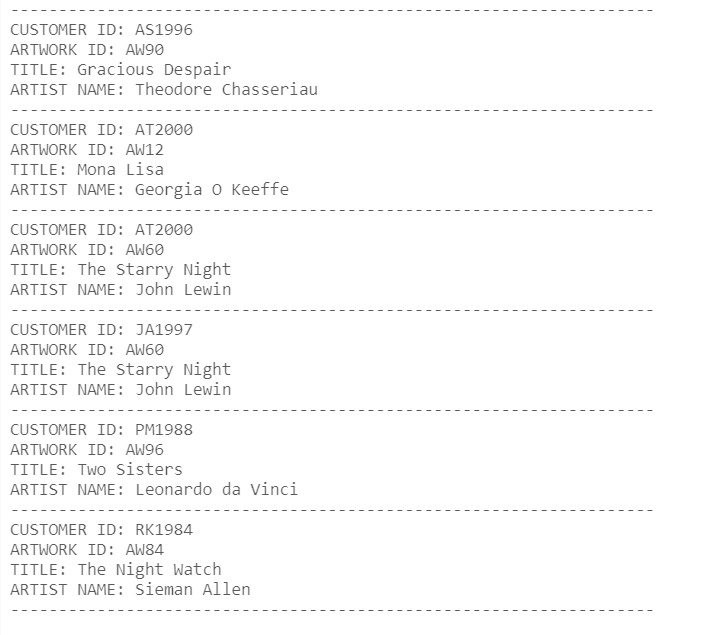 -------------------------------------------------------------------
CUSTOMER ID: AS1996
ARTWORK ID: AW90
TITLE: Gracious Despair
ARTIST NAME: Theodore Chasseriau
-------------------------------------------------------------------
CUSTOMER ID: AT2000
ARTWORK ID: AW12
TITLE: Mona Lisa
ARTIST NAME: Georgia O Keeffe
-------------------------------------------------------------------
CUSTOMER ID: AT2000
ARTWORK ID: AW60
TITLE: The Starry Night
ARTIST NAME: John Lewin
-------------------------------------------------------------------
CUSTOMER ID: JA1997
ARTWORK ID: AW60
TITLE: The Starry Night
ARTIST NAME: John Lewin
-------------------------------------------------------------------
CUSTOMER ID: PM1988
ARTWORK ID: AW96
TITLE: Two Sisters
ARTIST NAME: Leonardo da Vinci
-------------------------------------------------------------------
CUSTOMER ID: RK1984
ARTWORK ID: AW84
TITLE: The Night Watch
ARTIST NAME: Sieman Allen
-------------------------------------------------------------------